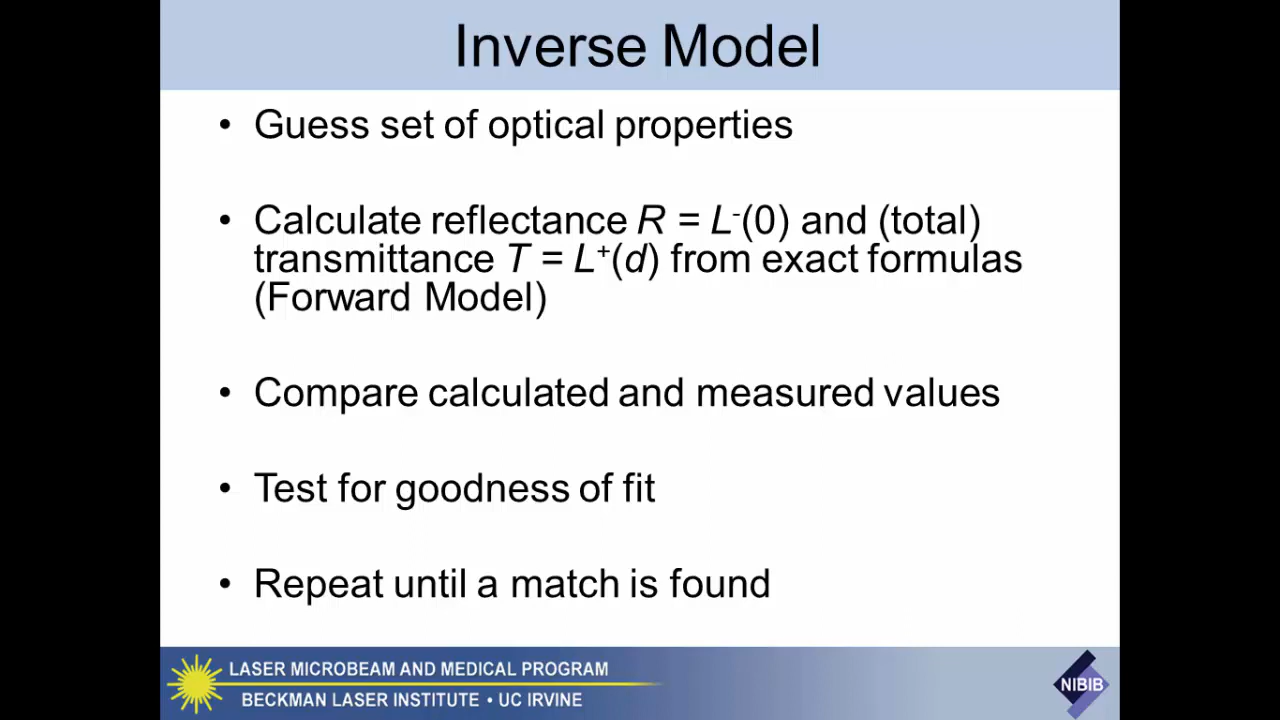 Inverse Model
• Guess set of optical properties
• Calculate reflectance R = L⁻(0) and (total)
transmittance T = L⁺(d) from exact formulas
(Forward Model)
• Compare calculated and measured values
• Test for goodness of fit
• Repeat until a match is found
LASER MICROBEAM AND MEDICAL PROGRAM
BECKMAN LASER INSTITUTE • UC IRVINE
NIBIB